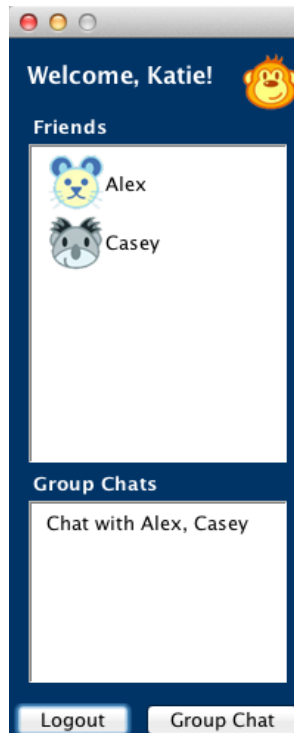 Welcome, Katie!
Friends
Alex
Casey
Group Chats
Chat with Alex, Casey
Logout
Group Chat